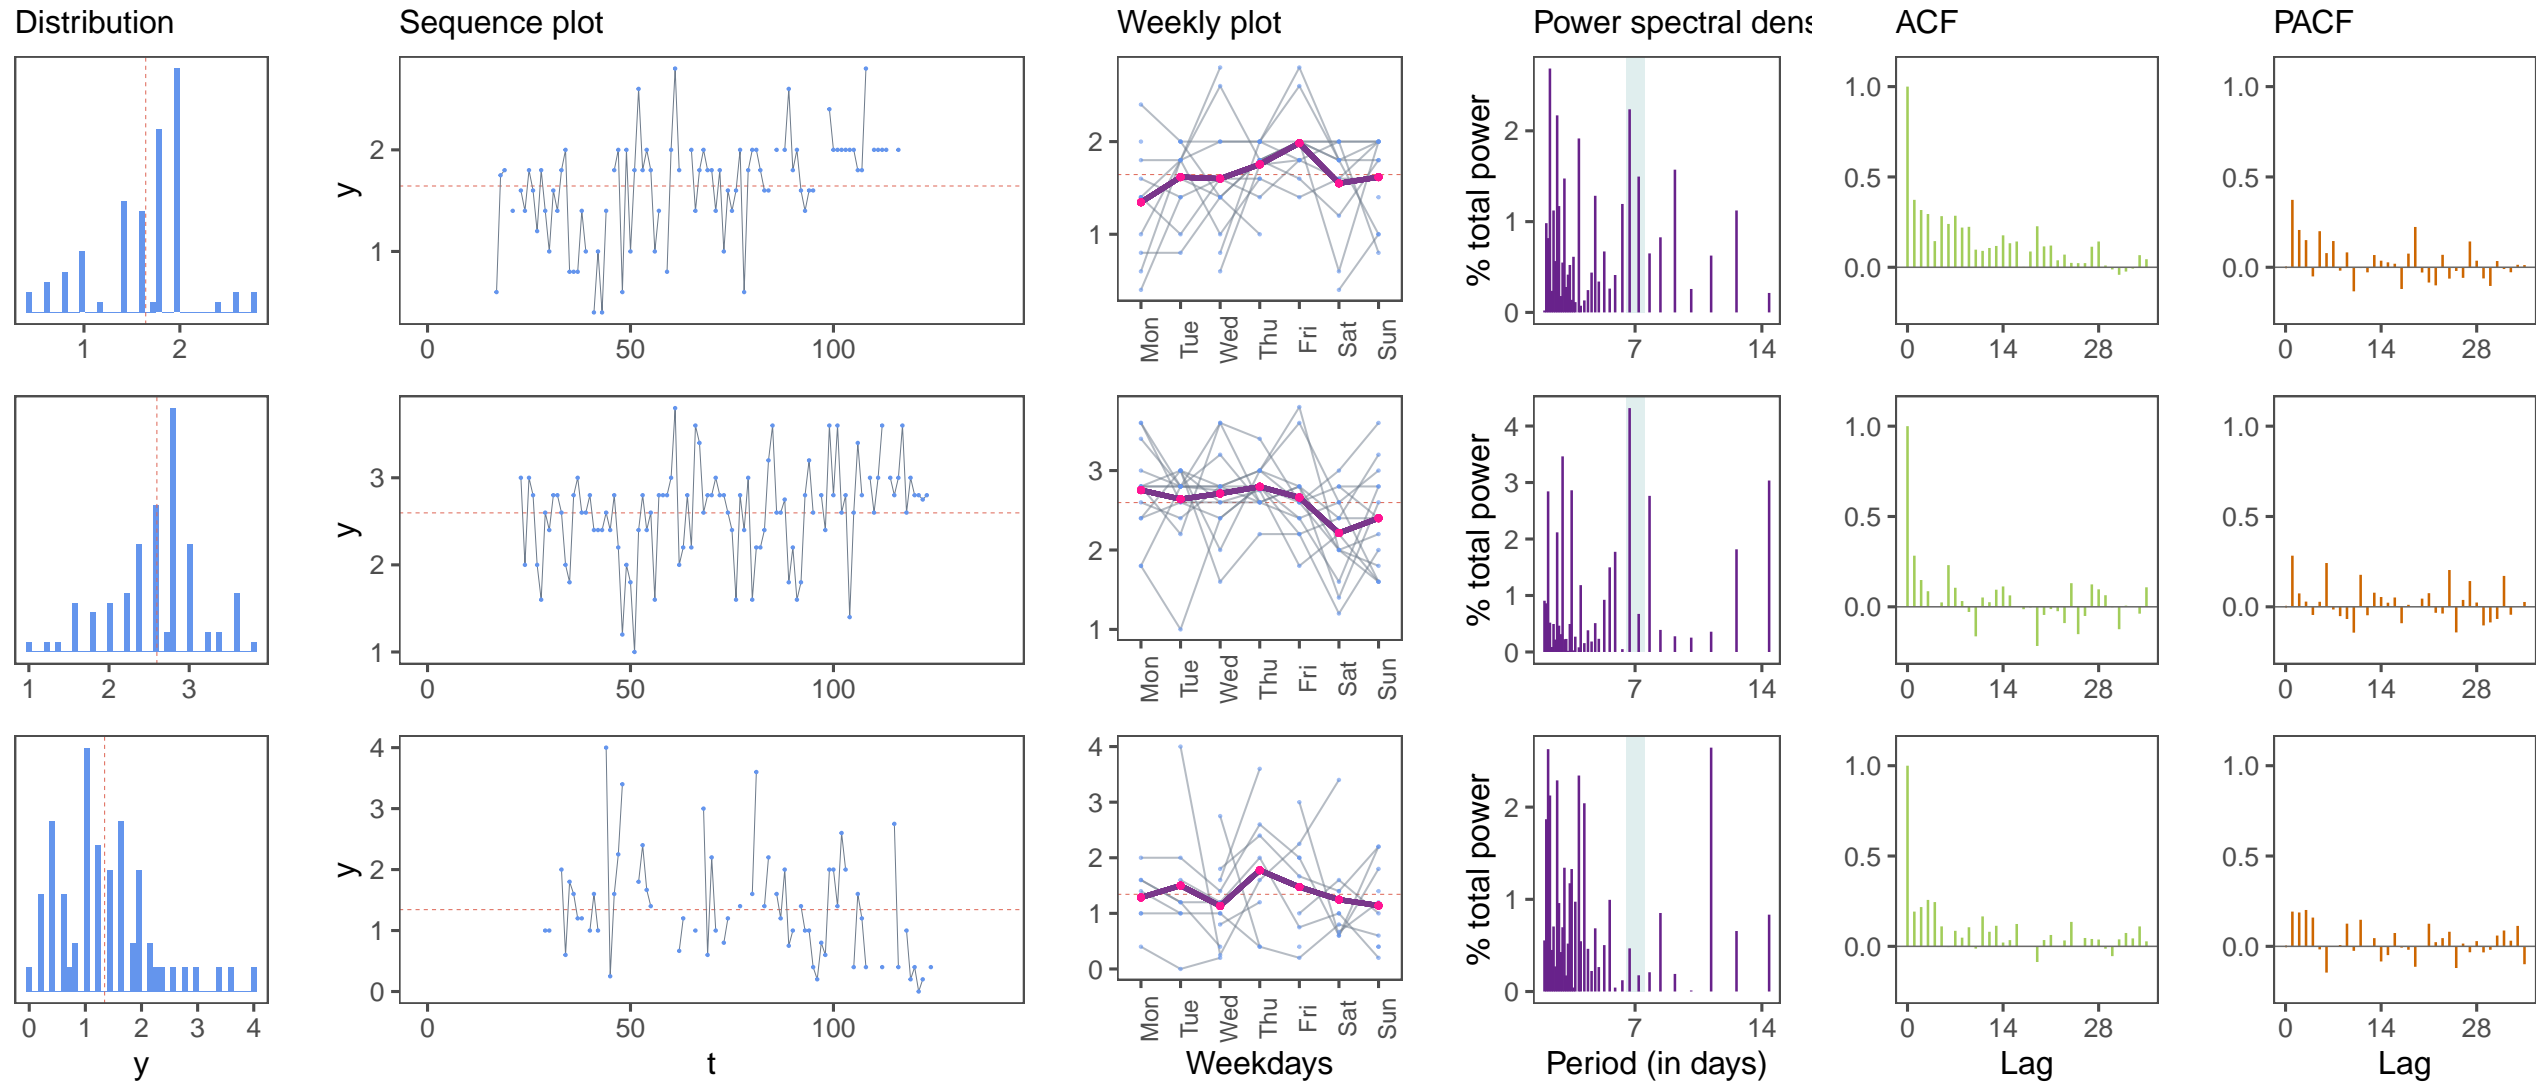 Distribution Sequence plot Weekly plot Power spectral dens ACF PACF
y
2
1
1 2
0 50 100
2
1
Mon Tue Wed Thu Fri Sat Sun
% total power
2
1
0
7 14
1.0
0.5
0.0
0 14 28
1.0
0.5
0.0
0 14 28
y
3
2
1
1 2 3
0 50 100
3
2
1
Mon Tue Wed Thu Fri Sat Sun
% total power
4
3
2
1
0
7 14
1.0
0.5
0.0
0 14 28
1.0
0.5
0.0
0 14 28
y
4
3
2
1
0
0 1 2 3 4
0 50 100
4
3
2
1
0
Mon Tue Wed Thu Fri Sat Sun
% total power
2
1
0
7 14
1.0
0.5
0.0
0 14 28
1.0
0.5
0.0
0 14 28
y t Weekdays Period (in days) Lag Lag